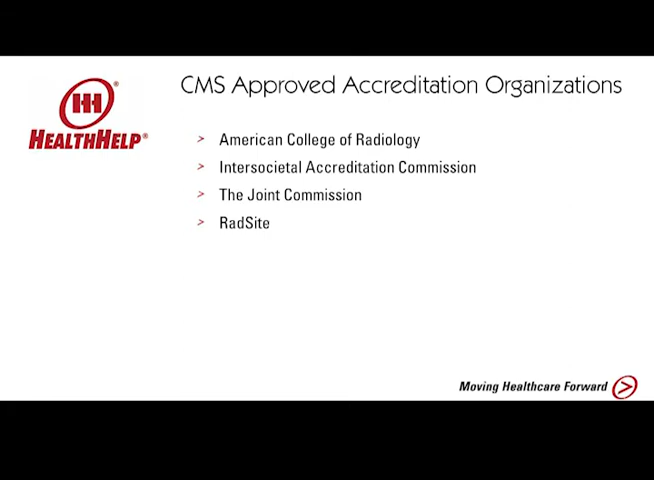 CMS Approved Accreditation Organizations
HEALTHHELP®
> American College of Radiology
> Intersocietal Accreditation Commission
> The Joint Commission
> RadSite
Moving Healthcare Forward